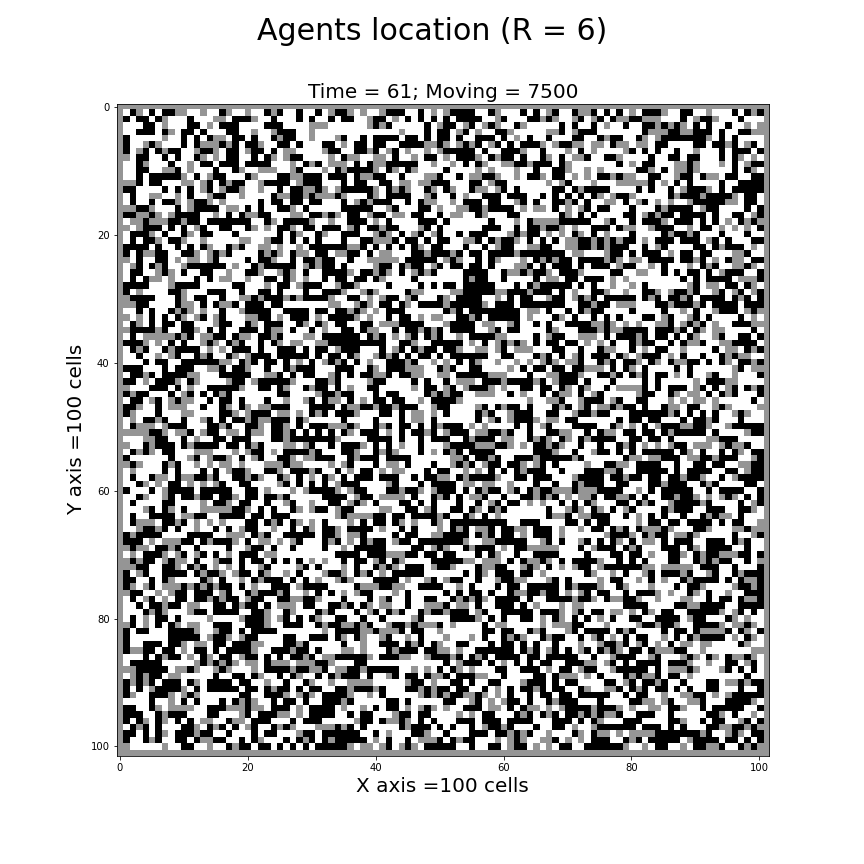 Agents location (R = 6)
Time = 61; Moving = 7500
0
20
40
60
80
100
Y axis =100 cells
0 20 40 60 80 100
X axis =100 cells